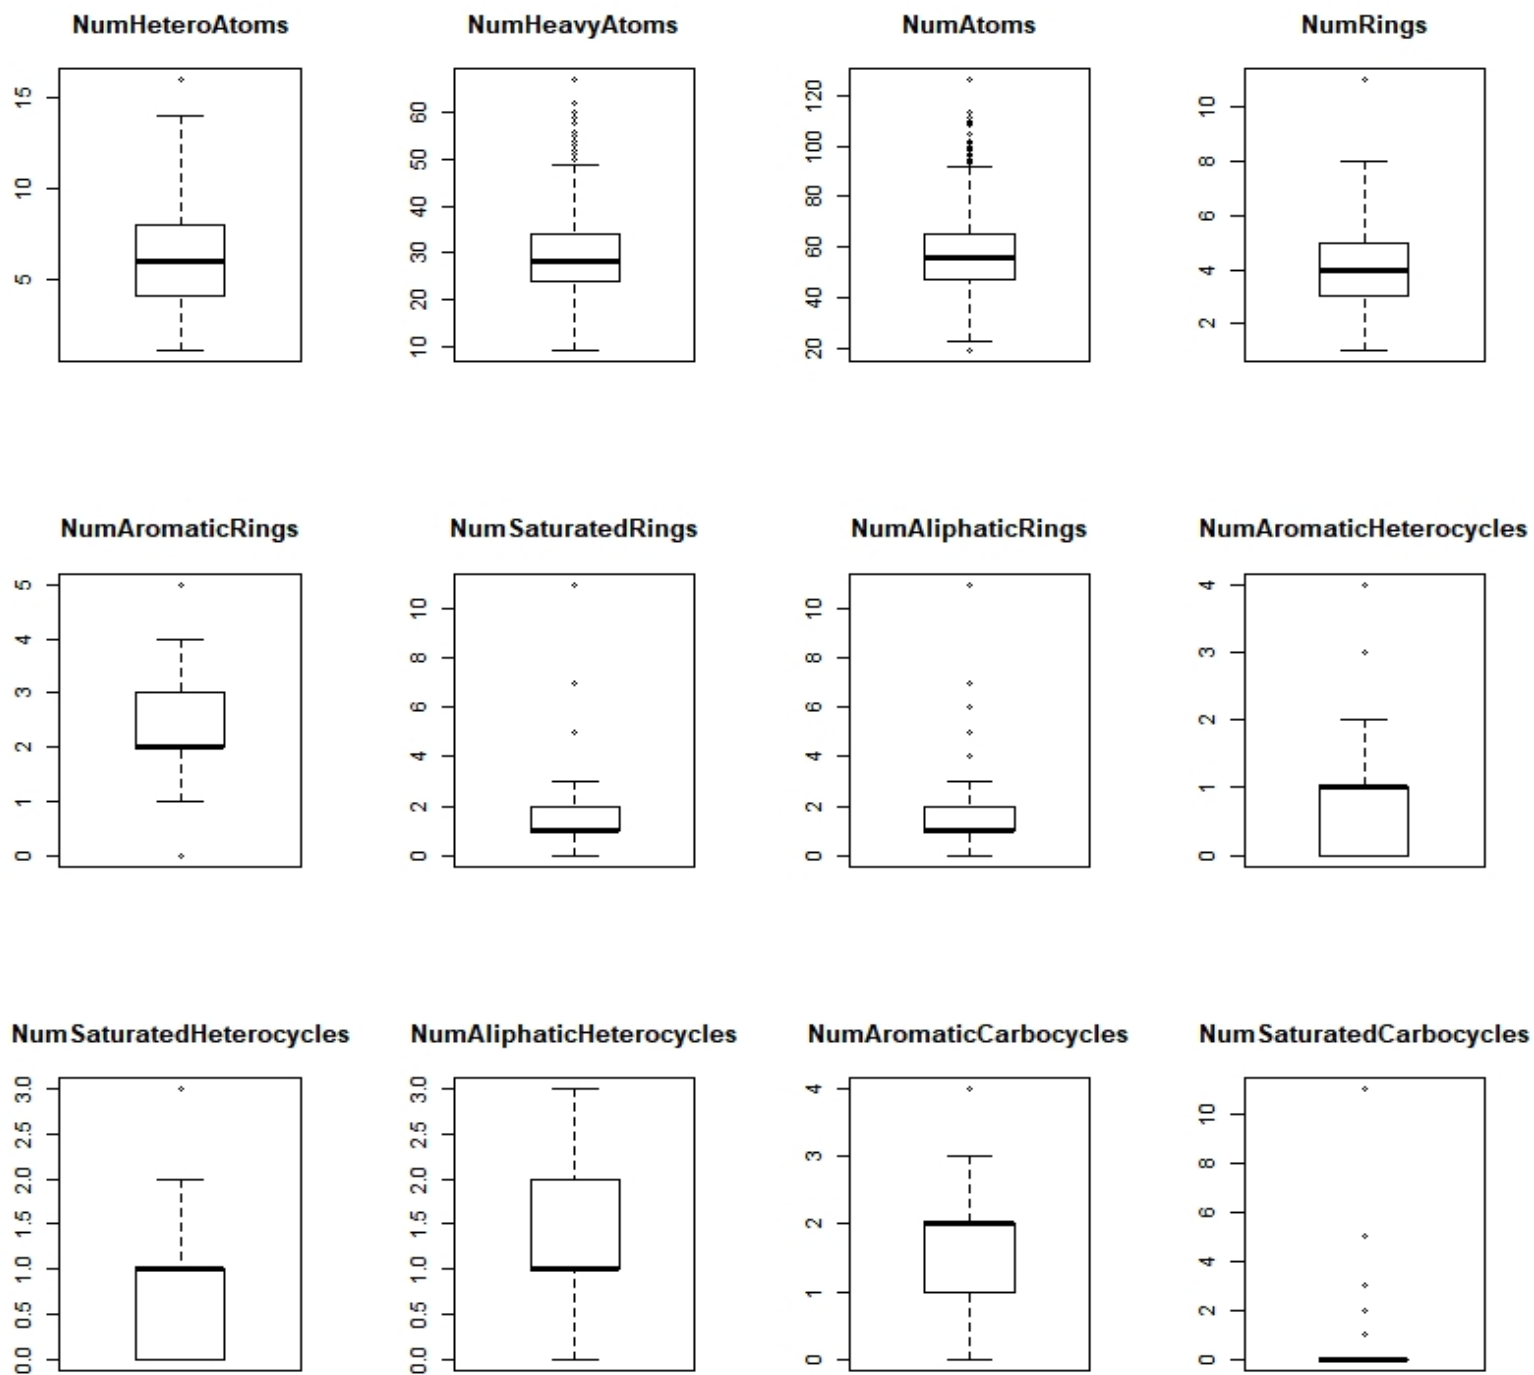 NumHeteroAtoms NumHeavyAtoms NumAtoms NumRings
15 10 5
60 50 40 30 20 10
120 100 80 60 40 20
10 8 6 4 2
NumAromaticRings NumSaturatedRings NumAliphaticRings NumAromaticHeterocycles
5 4 3 2 1 0
10 8 6 4 2 0
10 8 6 4 2 0
4 3 2 1 0
NumSaturatedHeterocycles NumAliphaticHeterocycles NumAromaticCarbocycles NumSaturatedCarbocycles
3.0 2.5 2.0 1.5 1.0 0.5 0.0
3.0 2.5 2.0 1.5 1.0 0.5 0.0
4 3 2 1 0
10 8 6 4 2 0